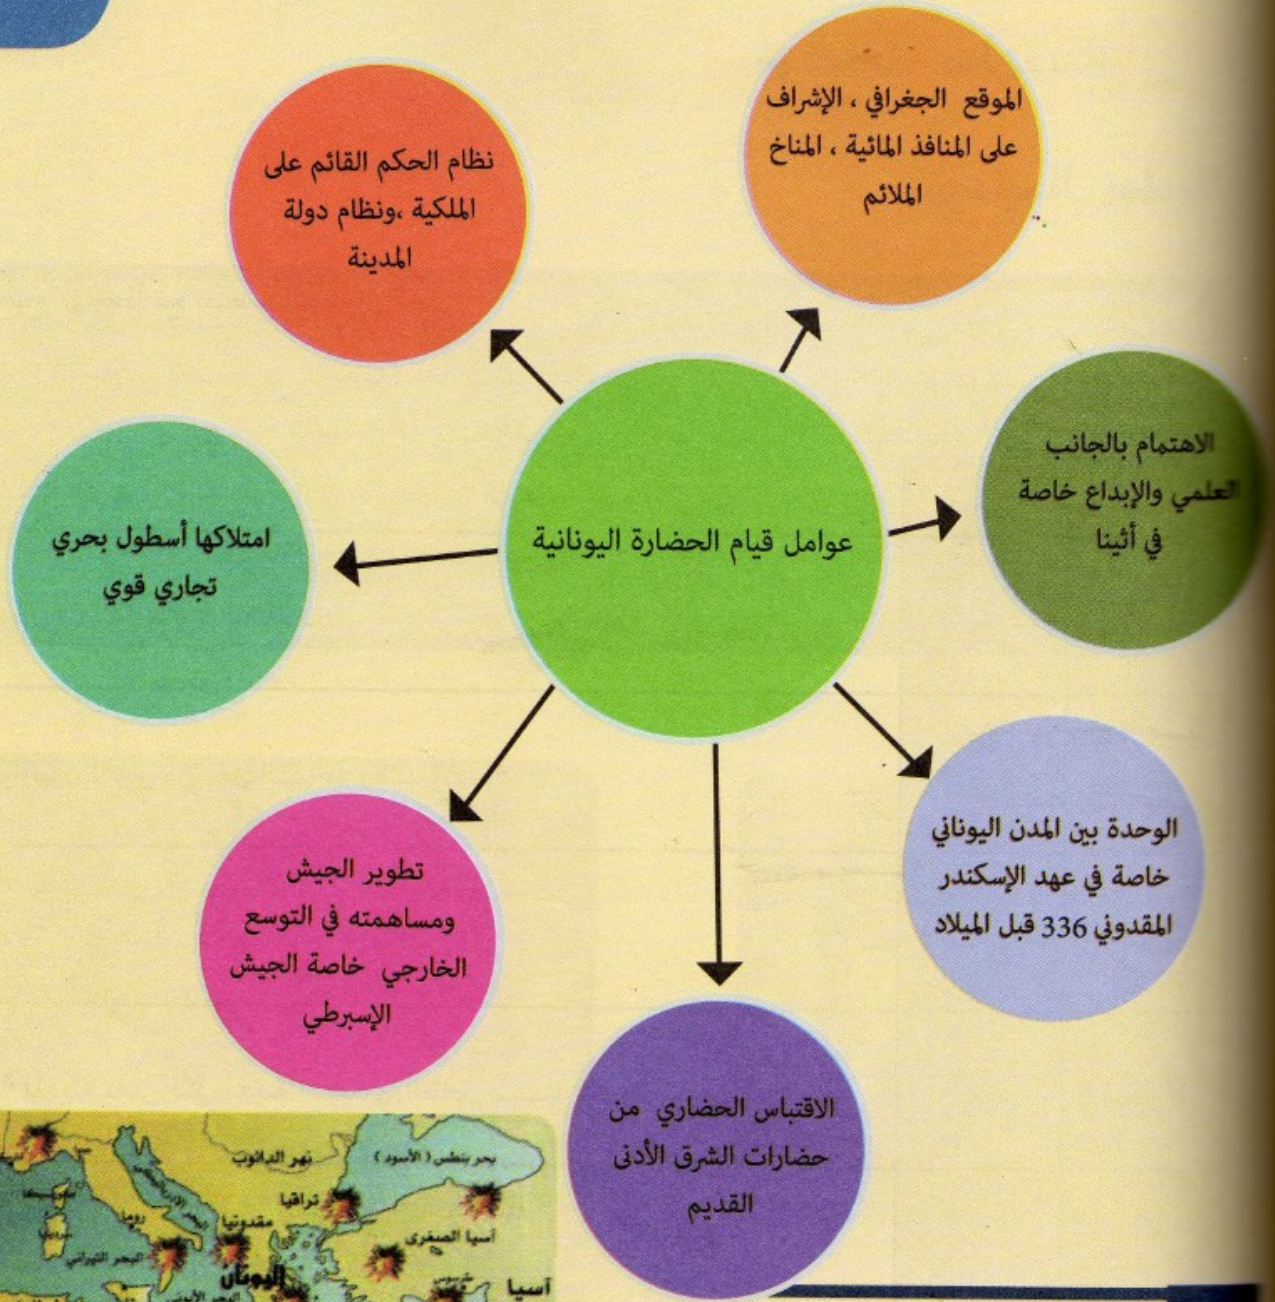 الموقع الجغرافي ، الإشراف
على المنافذ المائية ، المناخ
الملائم
نظام الحكم القائم على
الملكية ،ونظام دولة
المدينة
الاهتمام بالجانب
العلمي والإبداع خاصة
في أثينا
عوامل قيام الحضارة اليونانية
امتلاكها أسطول بحري
تجاري قوي
الوحدة بين المدن اليوناني
خاصة في عهد الإسكندر
المقدوني 336 قبل الميلاد
تطوير الجيش
ومساهمته في التوسع
الخارجي خاصة الجيش
الإسبرطي
الاقتباس الحضاري من
حضارات الشرق الأدنى
القديم
بحر بنطس ( الأسود )
نهر الدانوب
تراقيا
مقدونيا
روما
آسيا الصغرى
البحر التيراني
اليونان
آسيا